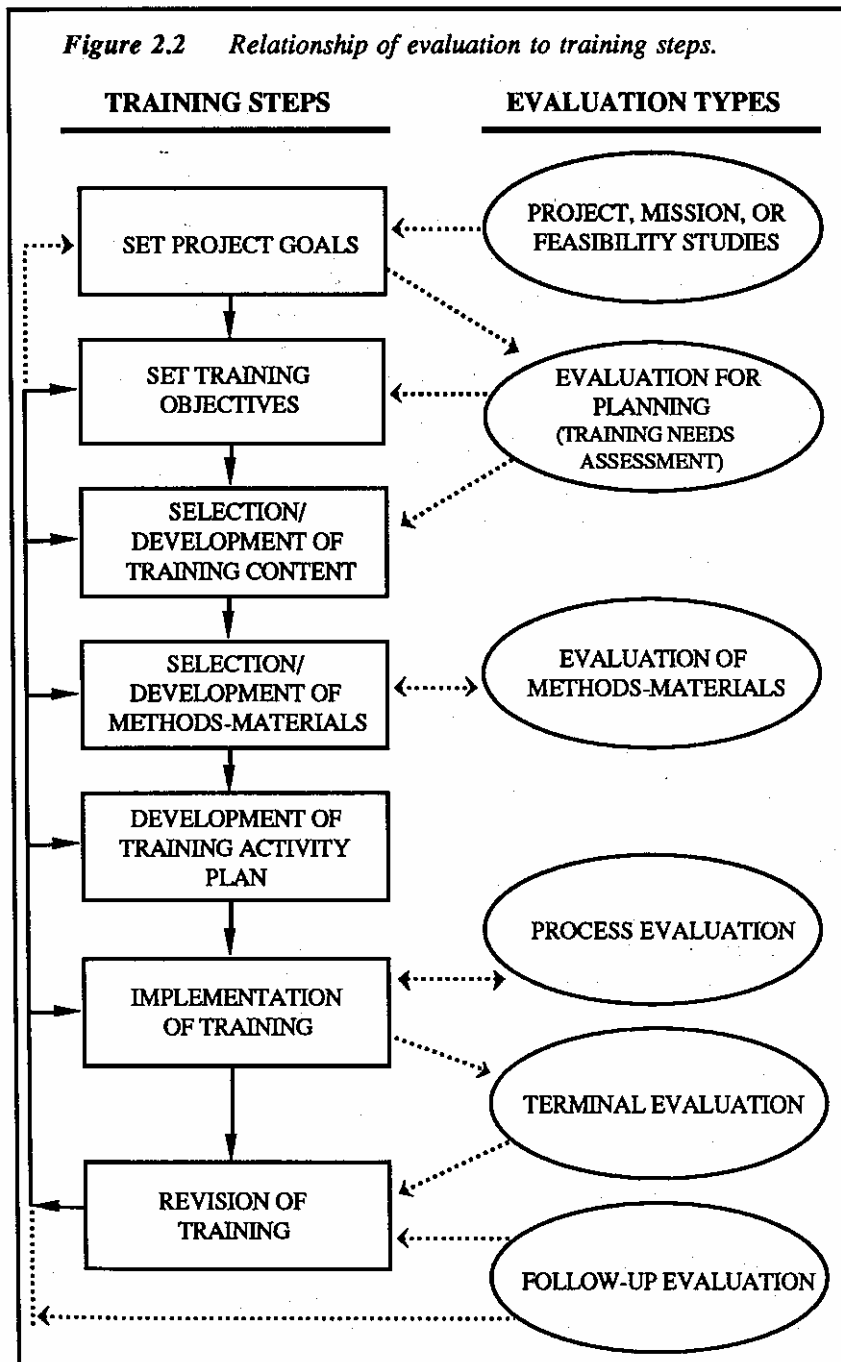 Figure 2.2 Relationship of evaluation to training steps.
TRAINING STEPS
EVALUATION TYPES
SET PROJECT GOALS
PROJECT, MISSION, OR
FEASIBILITY STUDIES
SET TRAINING
OBJECTIVES
EVALUATION FOR
PLANNING
(TRAINING NEEDS
ASSESSMENT)
SELECTION/
DEVELOPMENT OF
TRAINING CONTENT
SELECTION/
DEVELOPMENT OF
METHODS-MATERIALS
EVALUATION OF
METHODS-MATERIALS
DEVELOPMENT OF
TRAINING ACTIVITY
PLAN
PROCESS EVALUATION
IMPLEMENTATION
OF TRAINING
TERMINAL EVALUATION
REVISION OF
TRAINING
FOLLOW-UP EVALUATION